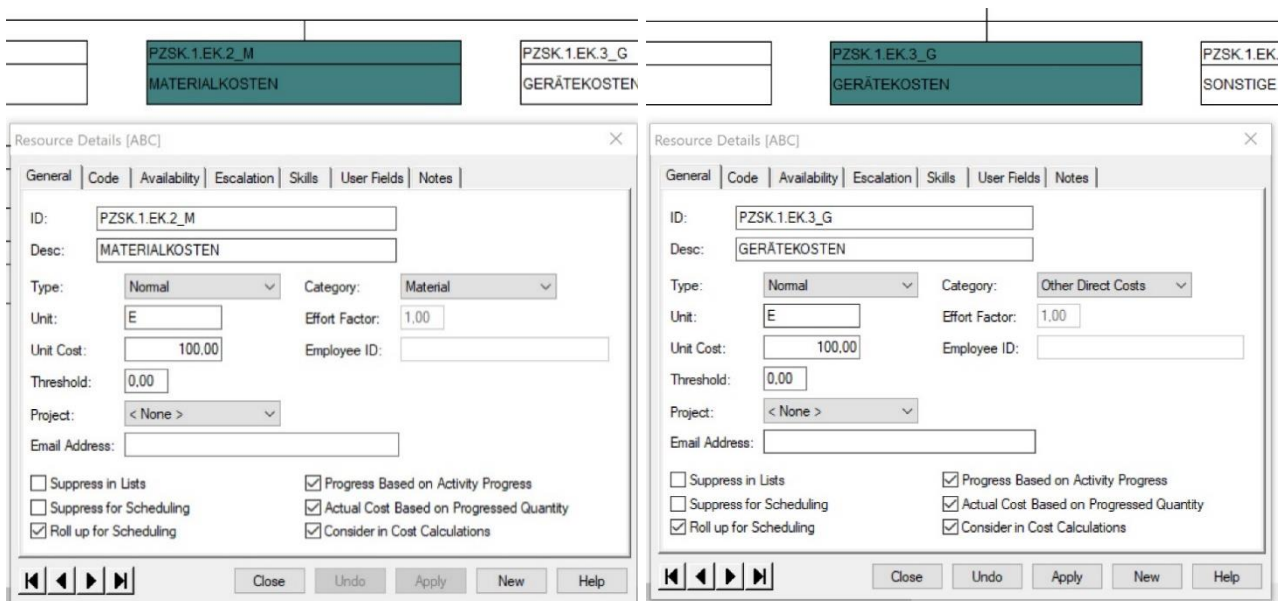 PZSK.1.EK.2_M
MATERIALKOSTEN
PZSK.1.EK.3_G
GERÄTEKOSTEN
Resource Details [ABC]
General Code Availability Escalation Skills User Fields Notes
ID: PZSK.1.EK.2_M
Desc: MATERIALKOSTEN
Type: Normal Category: Material
Unit: E Effort Factor: 1,00
Unit Cost: 100,00 Employee ID:
Threshold: 0,00
Project: < None >
Email Address:
Suppress in Lists Progress Based on Activity Progress
Suppress for Scheduling Actual Cost Based on Progressed Quantity
Roll up for Scheduling Consider in Cost Calculations
Close Undo Apply New Help
PZSK.1.EK.3_G
GERÄTEKOSTEN
PZSK.1.EK.
SONSTIGE
Resource Details [ABC]
General Code Availability Escalation Skills User Fields Notes
ID: PZSK.1.EK.3_G
Desc: GERÄTEKOSTEN
Type: Normal Category: Other Direct Costs
Unit: E Effort Factor: 1,00
Unit Cost: 100,00 Employee ID:
Threshold: 0,00
Project: < None >
Email Address:
Suppress in Lists Progress Based on Activity Progress
Suppress for Scheduling Actual Cost Based on Progressed Quantity
Roll up for Scheduling Consider in Cost Calculations
Close Undo Apply New Help